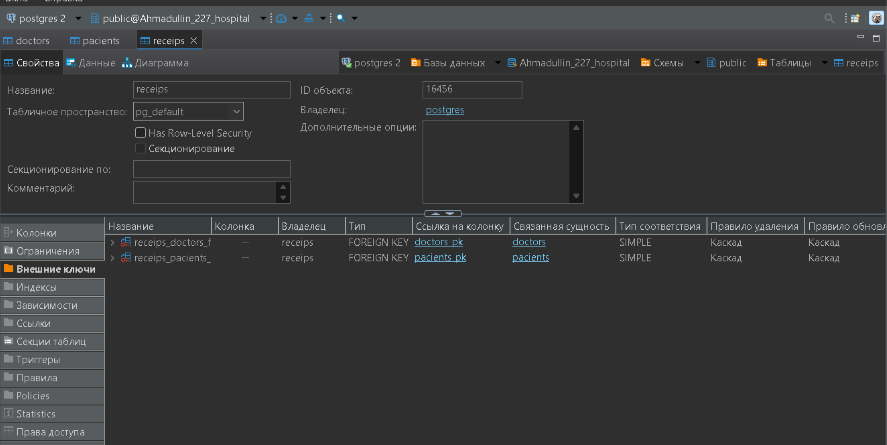 postgres 2 public@Ahmadullin_227_hospital
doctors pacients receips
Свойства Данные Диаграмма postgres 2 Базы данных Ahmadullin_227_hospital Схемы public Таблицы receips
Название: receips ID объекта: 16456
Табличное пространство: pg_default Владелец: postgres
Has Row-Level Security Дополнительные опции:
Секционирование
Секционирование по:
Комментарий:
Название Колонка Владелец Тип Ссылка на колонку Связанная сущность Тип соответствия Правило удаления Правило обновл
receips_doctors_f — receips FOREIGN KEY doctors_pk doctors SIMPLE Каскад Каскад
receips_pacients_ — receips FOREIGN KEY pacients_pk pacients SIMPLE Каскад Каскад
Колонки
Ограничения
Внешние ключи
Индексы
Зависимости
Ссылки
Секции таблиц
Триггеры
Правила
Policies
Statistics
Права доступа